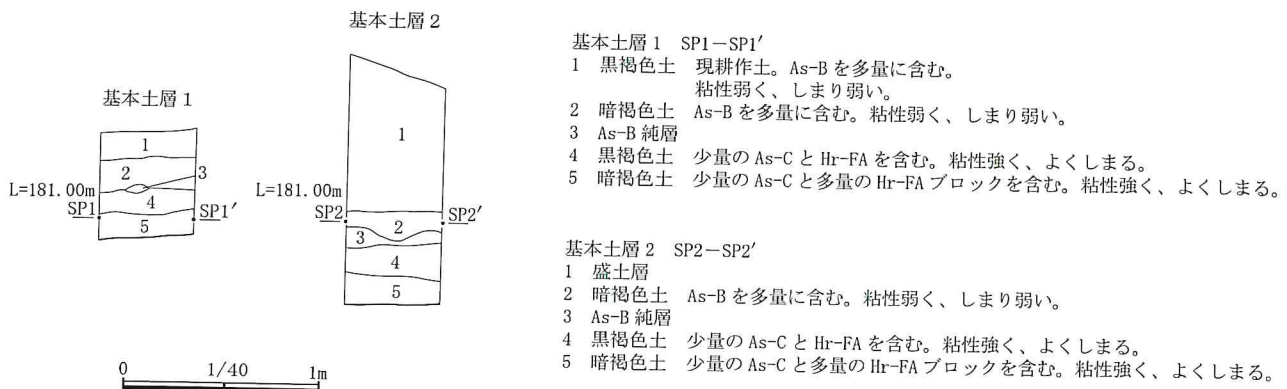 基本土層 2
基本土層 1
1
2
3
4
5
L=181.00m
SP1
SP1′
1
2
3
4
5
L=181.00m
SP2
SP2′
0 1/40 1m
基本土層 1 SP1－SP1′
1 黒褐色土 現耕作土。As-B を多量に含む。
粘性弱く、しまり弱い。
2 暗褐色土 As-B を多量に含む。粘性弱く、しまり弱い。
3 As-B 純層
4 黒褐色土 少量の As-C と Hr-FA を含む。粘性強く、よくしまる。
5 暗褐色土 少量の As-C と多量の Hr-FA ブロックを含む。粘性強く、よくしまる。
基本土層 2 SP2－SP2′
1 盛土層
2 暗褐色土 As-B を多量に含む。粘性弱く、しまり弱い。
3 As-B 純層
4 黒褐色土 少量の As-C と Hr-FA を含む。粘性強く、よくしまる。
5 暗褐色土 少量の As-C と多量の Hr-FA ブロックを含む。粘性強く、よくしまる。